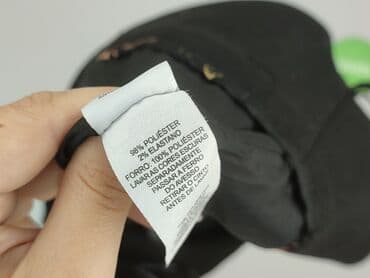 98% POLIÉSTER
2% ELASTANO
FORRO: 100% POLIÉSTER
LAVAR AS CORES ESCURAS
SEPARADAMENTE
PASSAR A FERRO
DO AVESSO
RETIRAR O CINTO
ANTES DE LAVAR